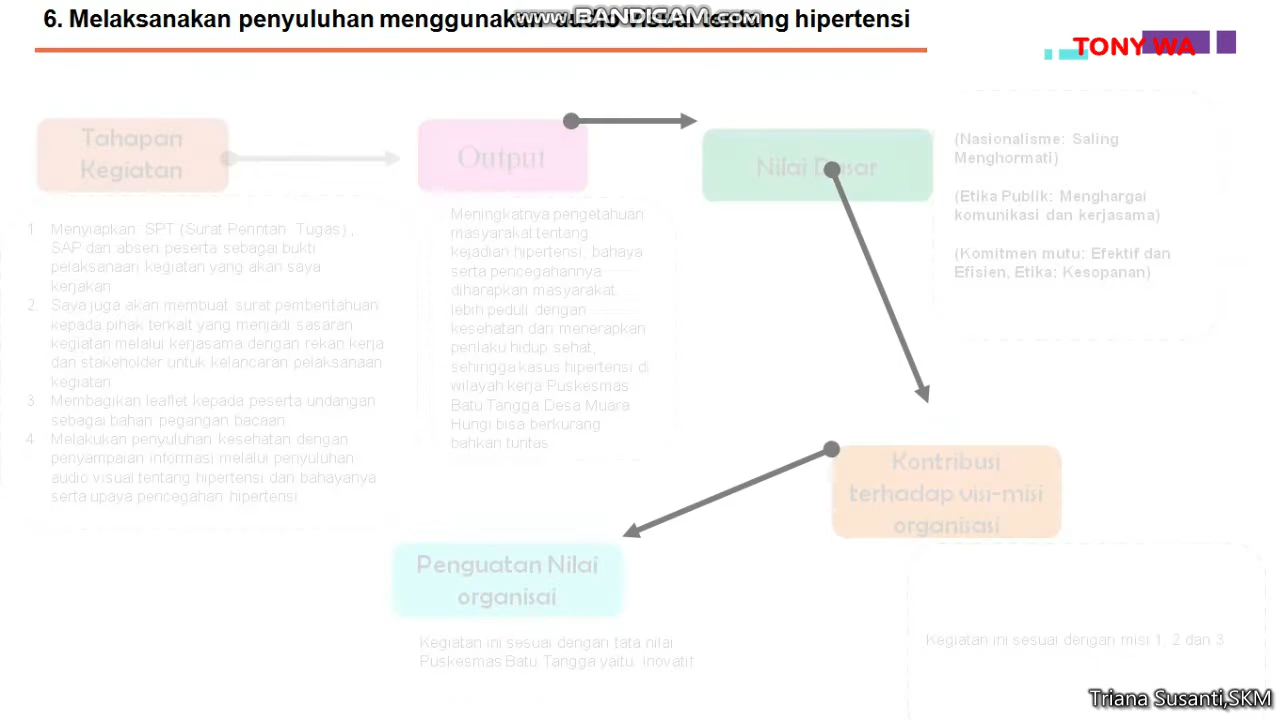 6. Melaksanakan penyuluhan menggunakan audio visual tentang hipertensi
www.BANDICAM.com
TONY WA
Tahapan
Kegiatan
1. Menyiapkan SPT (Surat Perintah Tugas) ,
SAP dan absen peserta sebagai bukti
pelaksanaan kegiatan yang akan saya
kerjakan
2. Saya juga akan membuat surat pemberitahuan
kepada pihak terkait yang menjadi sasaran
kegiatan melalui kerjasama dengan rekan kerja
dan stakeholder untuk kelancaran pelaksanaan
kegiatan
3. Membagikan leaflet kepada peserta undangan
sebagai bahan pegangan bacaan
4. Melakukan penyuluhan kesehatan dengan
penyampaian informasi melalui penyuluhan
audio visual tentang hipertensi dan bahayanya
serta upaya pencegahan hipertensi
Output
Meningkatnya pengetahuan
masyarakat tentang
kejadian hipertensi, bahaya
serta pencegahannya
diharapkan masyarakat
lebih peduli dengan
kesehatan dan menerapkan
perilaku hidup sehat,
sehingga kasus hipertensi di
wilayah kerja Puskesmas
Batu Tangga Desa Muara
Hungi bisa berkurang
bahkan tuntas
Nilai Dasar
(Nasionalisme: Saling
Menghormati)
(Etika Publik: Menghargai
komunikasi dan kerjasama)
(Komitmen mutu: Efektif dan
Efisien, Etika: Kesopanan)
Kontribusi
terhadap visi-misi
organisasi
Kegiatan ini sesuai dengan misi 1, 2 dan 3
Penguatan Nilai
organisai
Kegiatan ini sesuai dengan tata nilai
Puskesmas Batu Tangga yaitu, inovatif
Triana Susanti,SKM